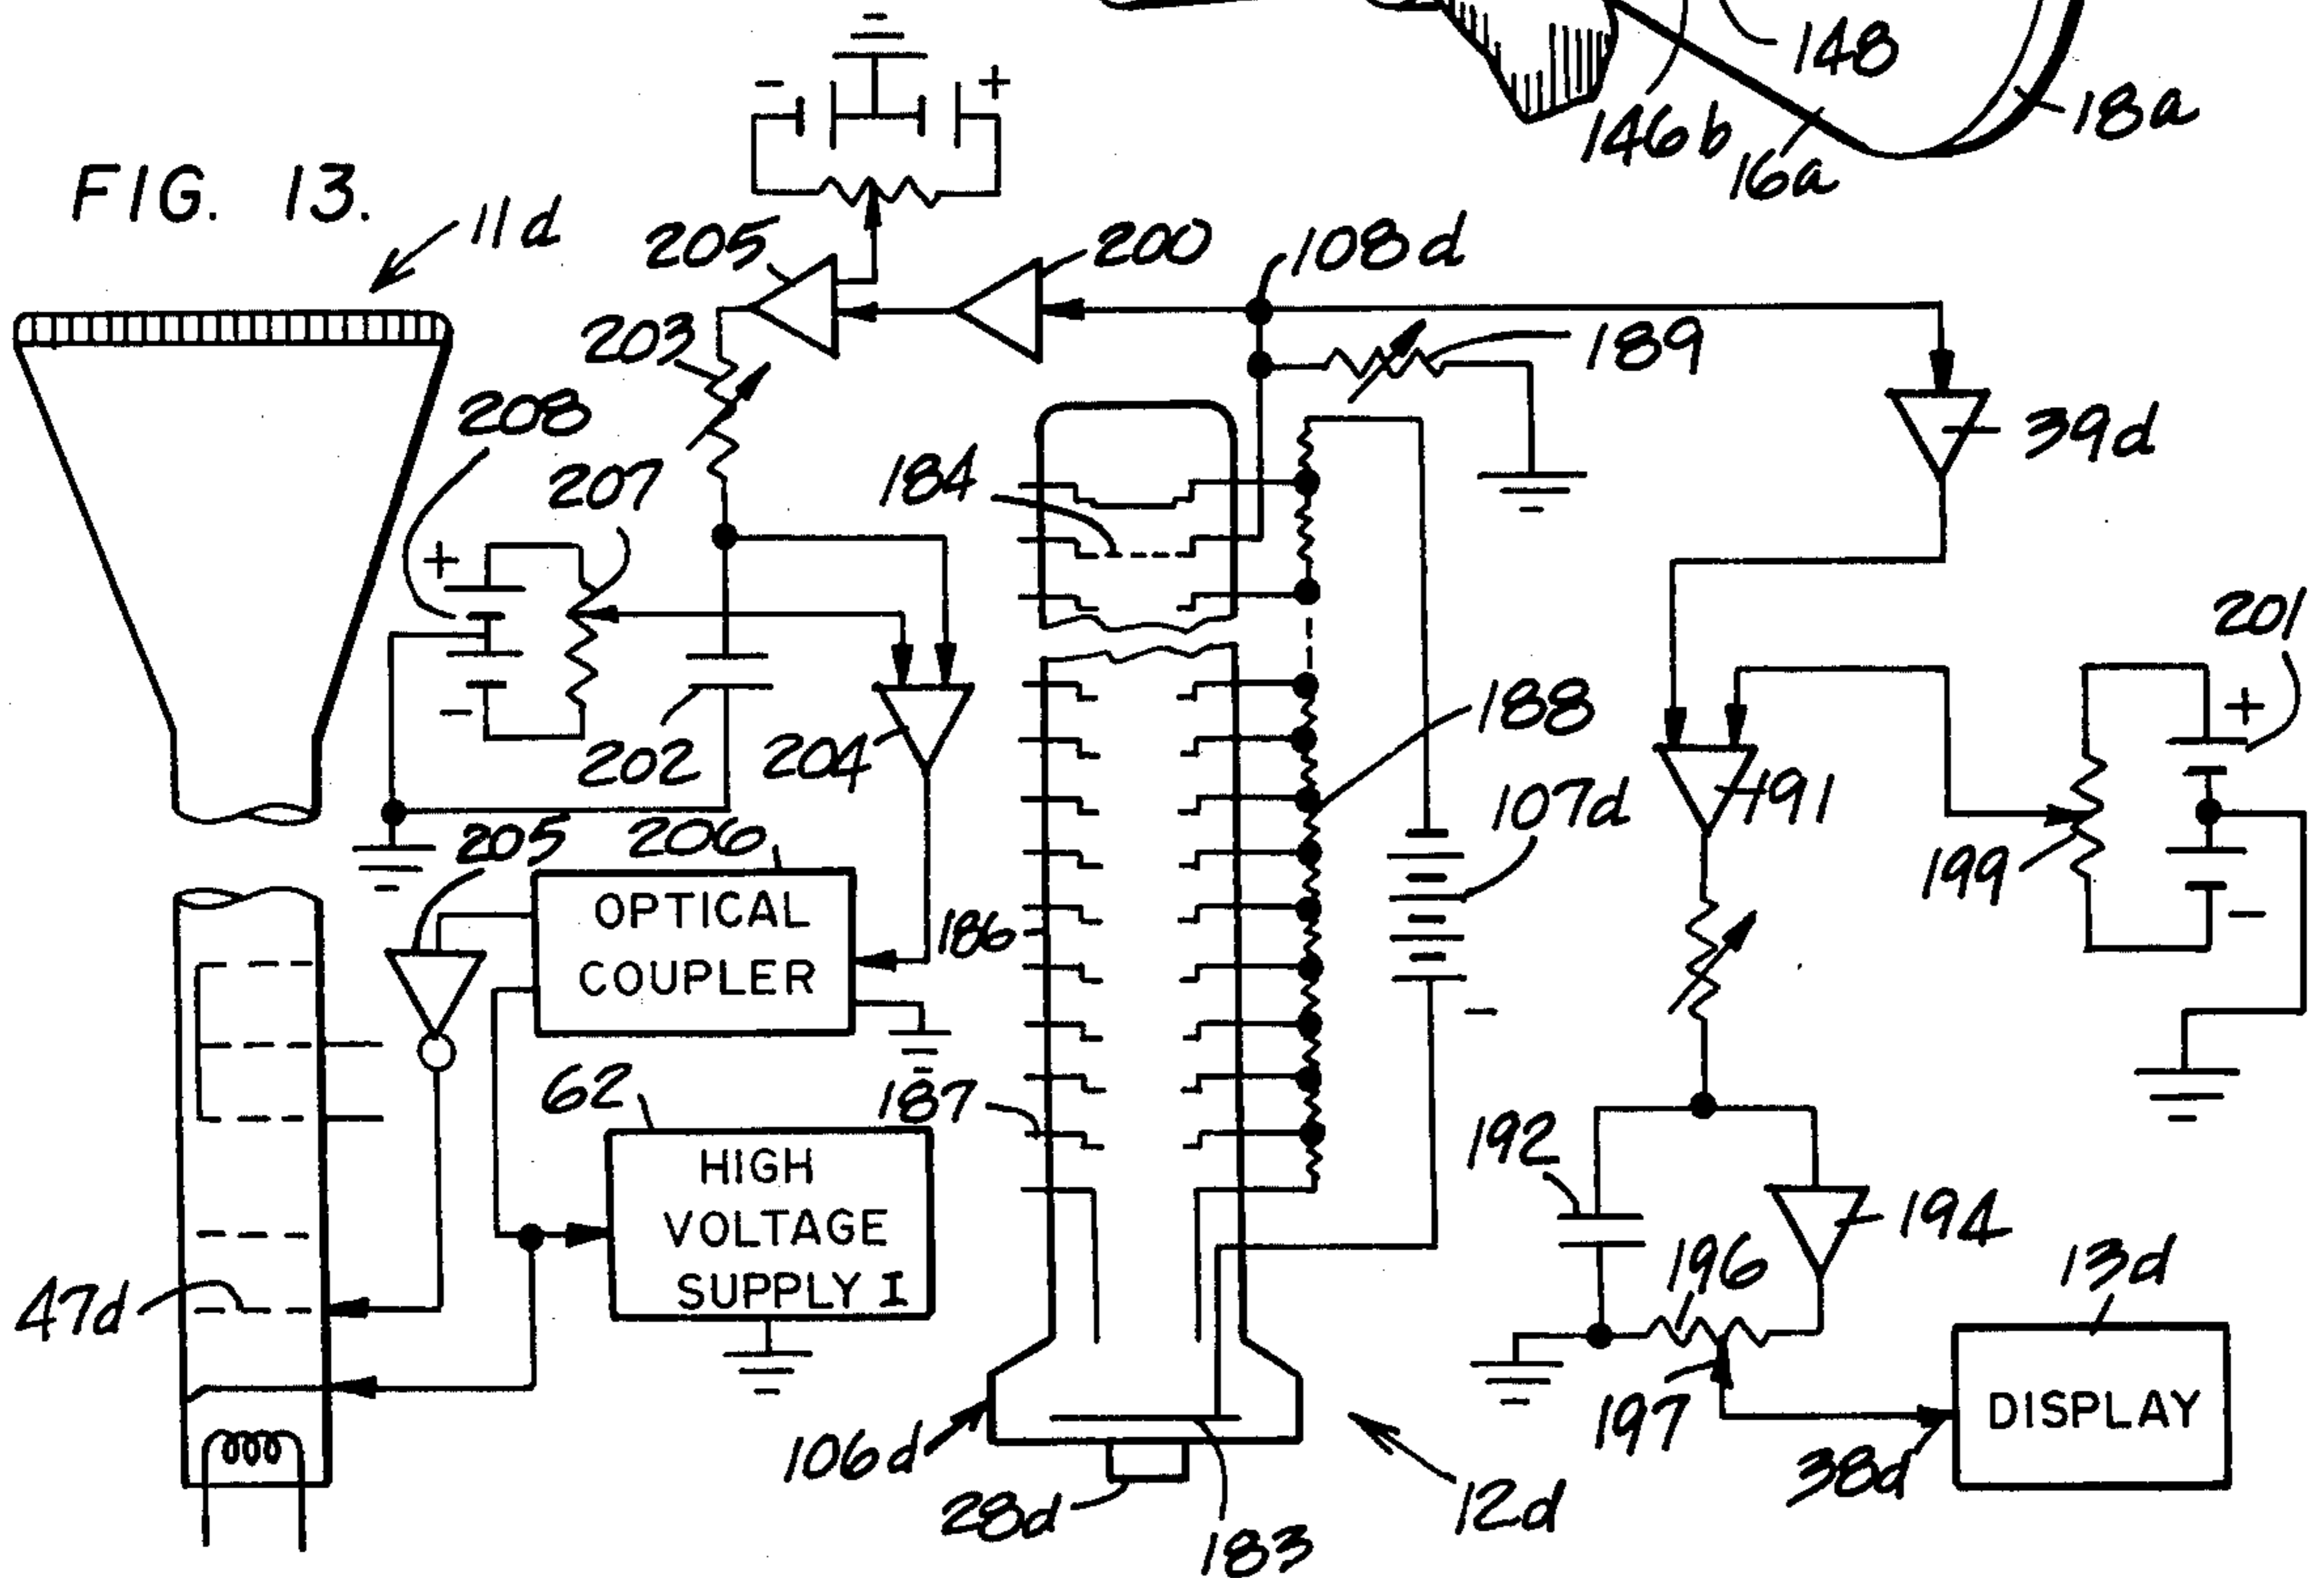 148
146b
16a
18a
FIG. 13.
11d
-
+
205
200
108d
203
189
208
184
39d
207
+
201
-
188
+
202
204
107d
191
205
206
199
OPTICAL
COUPLER
186
-
-
62
187
192
HIGH
VOLTAGE
SUPPLY I
194
196
13d
47d
DISPLAY
197
106d
38d
28d
12d
183